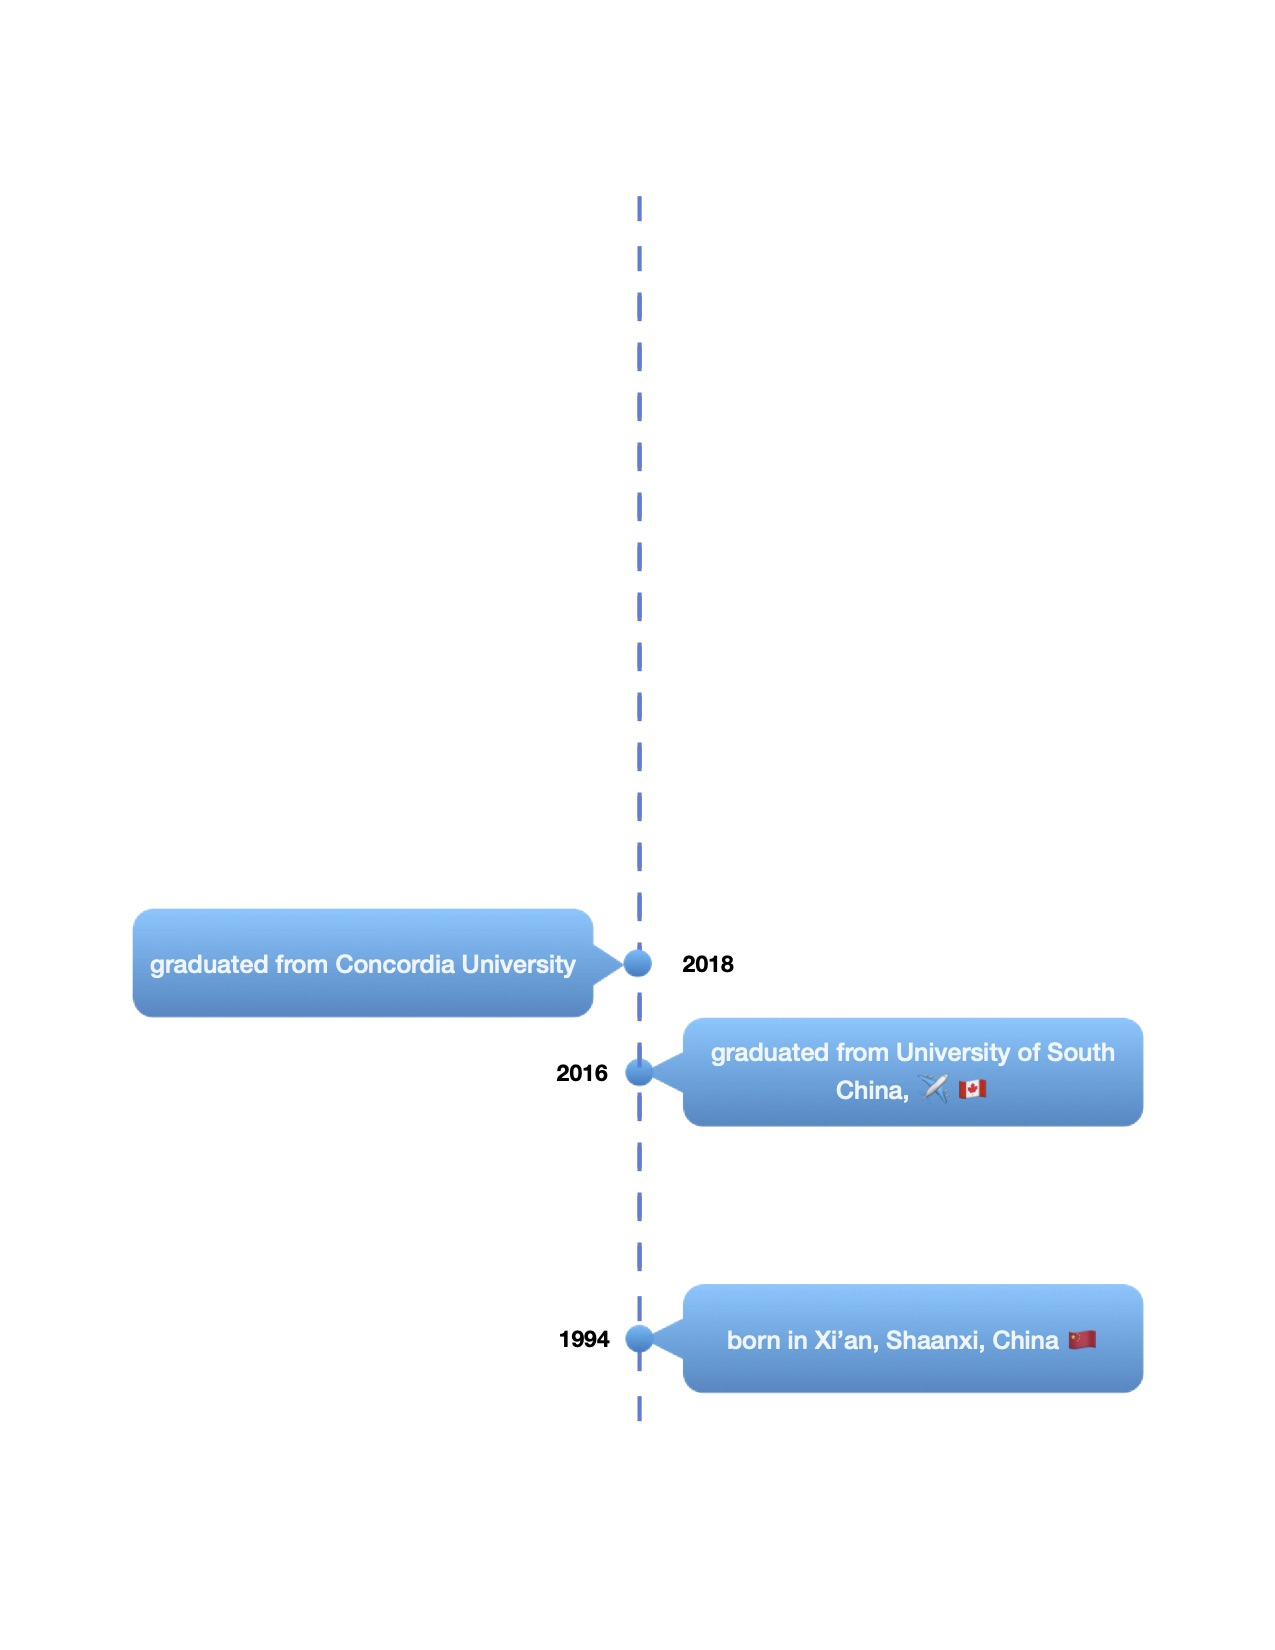 graduated from Concordia University
2018
2016
graduated from University of South
China, ✈️ 🇨🇦
1994
born in Xi’an, Shaanxi, China 🇨🇳